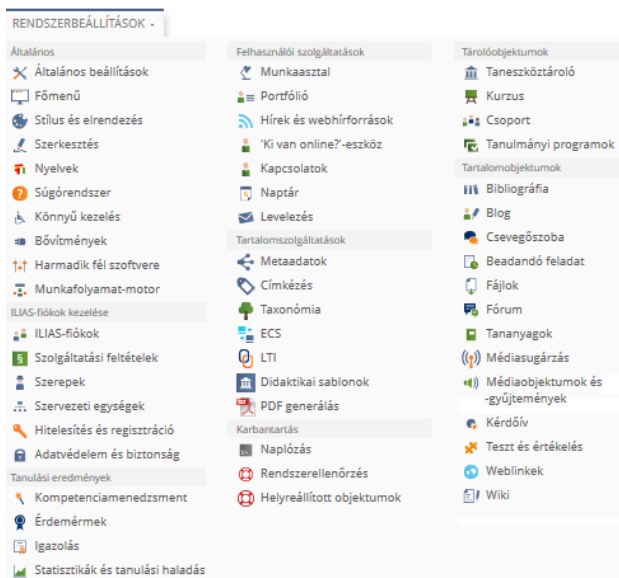 RENDSZERBEÁLLÍTÁSOK
Általános
Általános beállítások
Főmenü
Stílus és elrendezés
Szerkesztés
Nyelvek
Súgórendszer
Könnyű kezelés
Bővítmények
Harmadik fél szoftvere
Munkafolyamat-motor
ILIAS-fiókok kezelése
ILIAS-fiókok
Szolgáltatási feltételek
Szerepek
Szervezeti egységek
Hitelesítés és regisztráció
Adatvédelem és biztonság
Tanulási eredmények
Kompetenciamenedzsment
Érdemérmek
Igazolás
Statisztikák és tanulási haladás
Felhasználói szolgáltatások
Munkaasztal
Portfólió
Hírek és webhírforrások
'Ki van online?'-eszköz
Kapcsolatok
Naptár
Levelezés
Tartalomszolgáltatások
Metaadatok
Címkézés
Taxonómia
ECS
LTI
Didaktikai sablonok
PDF generálás
Karbantartás
Naplózás
Rendszerellenőrzés
Helyreállított objektumok
Tárolóobjektumok
Taneszköztároló
Kurzus
Csoport
Tanulmányi programok
Tartalomobjektumok
Bibliográfia
Blog
Csevegőszoba
Beadandó feladat
Fájlok
Fórum
Tananyagok
Médiasugárzás
Médiaobjektumok és
-gyűjtemények
Kérdőív
Teszt és értékelés
Weblinkek
Wiki